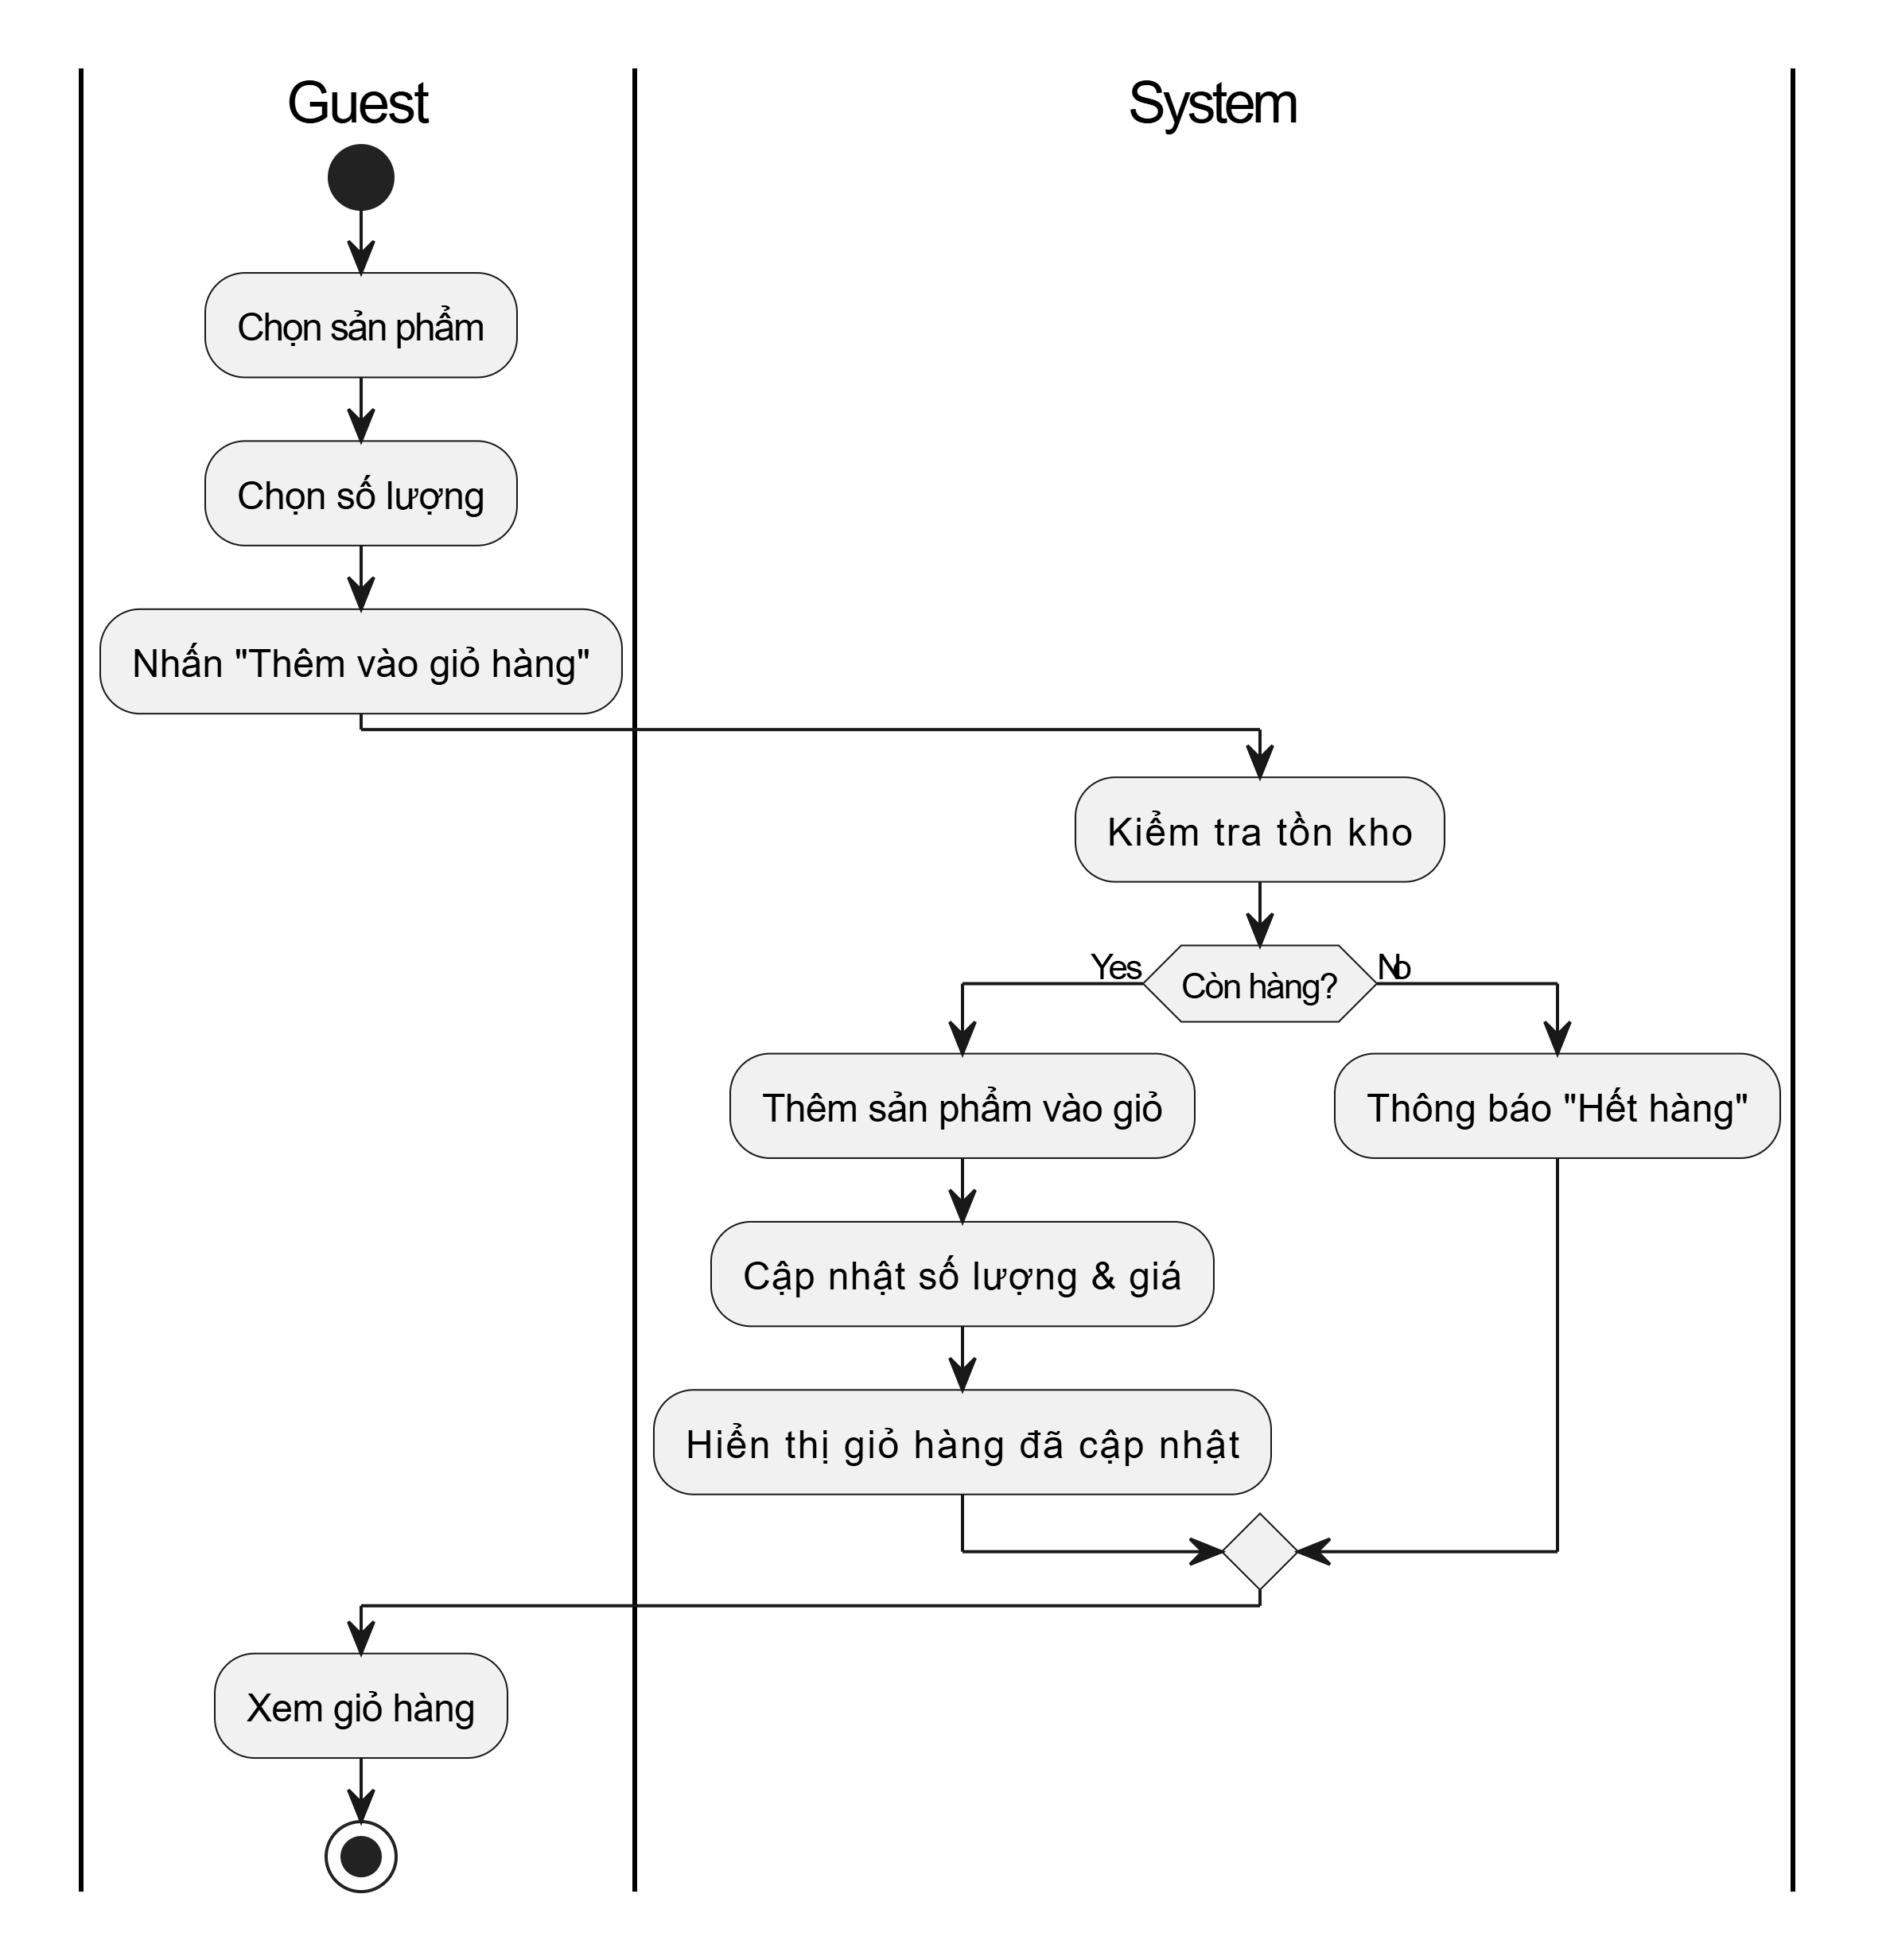 Guest
System
Chọn sản phẩm
Chọn số lượng
Nhấn "Thêm vào giỏ hàng"
Kiểm tra tồn kho
Còn hàng?
Yes
No
Thêm sản phẩm vào giỏ
Thông báo "Hết hàng"
Cập nhật số lượng & giá
Hiển thị giỏ hàng đã cập nhật
Xem giỏ hàng